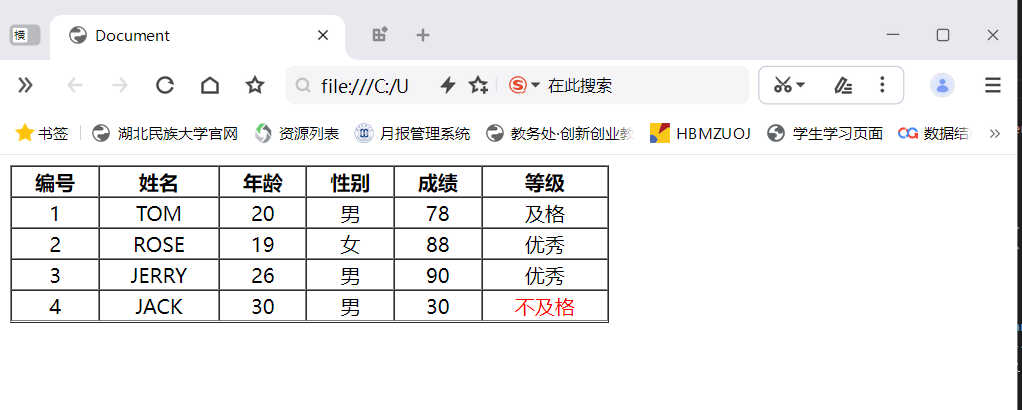 横 Document
file:///C:/U 在此搜索
书签 湖北民族大学官网 资源列表 月报管理系统 教务处·创新创业教 HBMZUOJ 学生学习页面 数据结
编号 姓名 年龄 性别 成绩 等级
1 TOM 20 男 78 及格
2 ROSE 19 女 88 优秀
3 JERRY 26 男 90 优秀
4 JACK 30 男 30 不及格